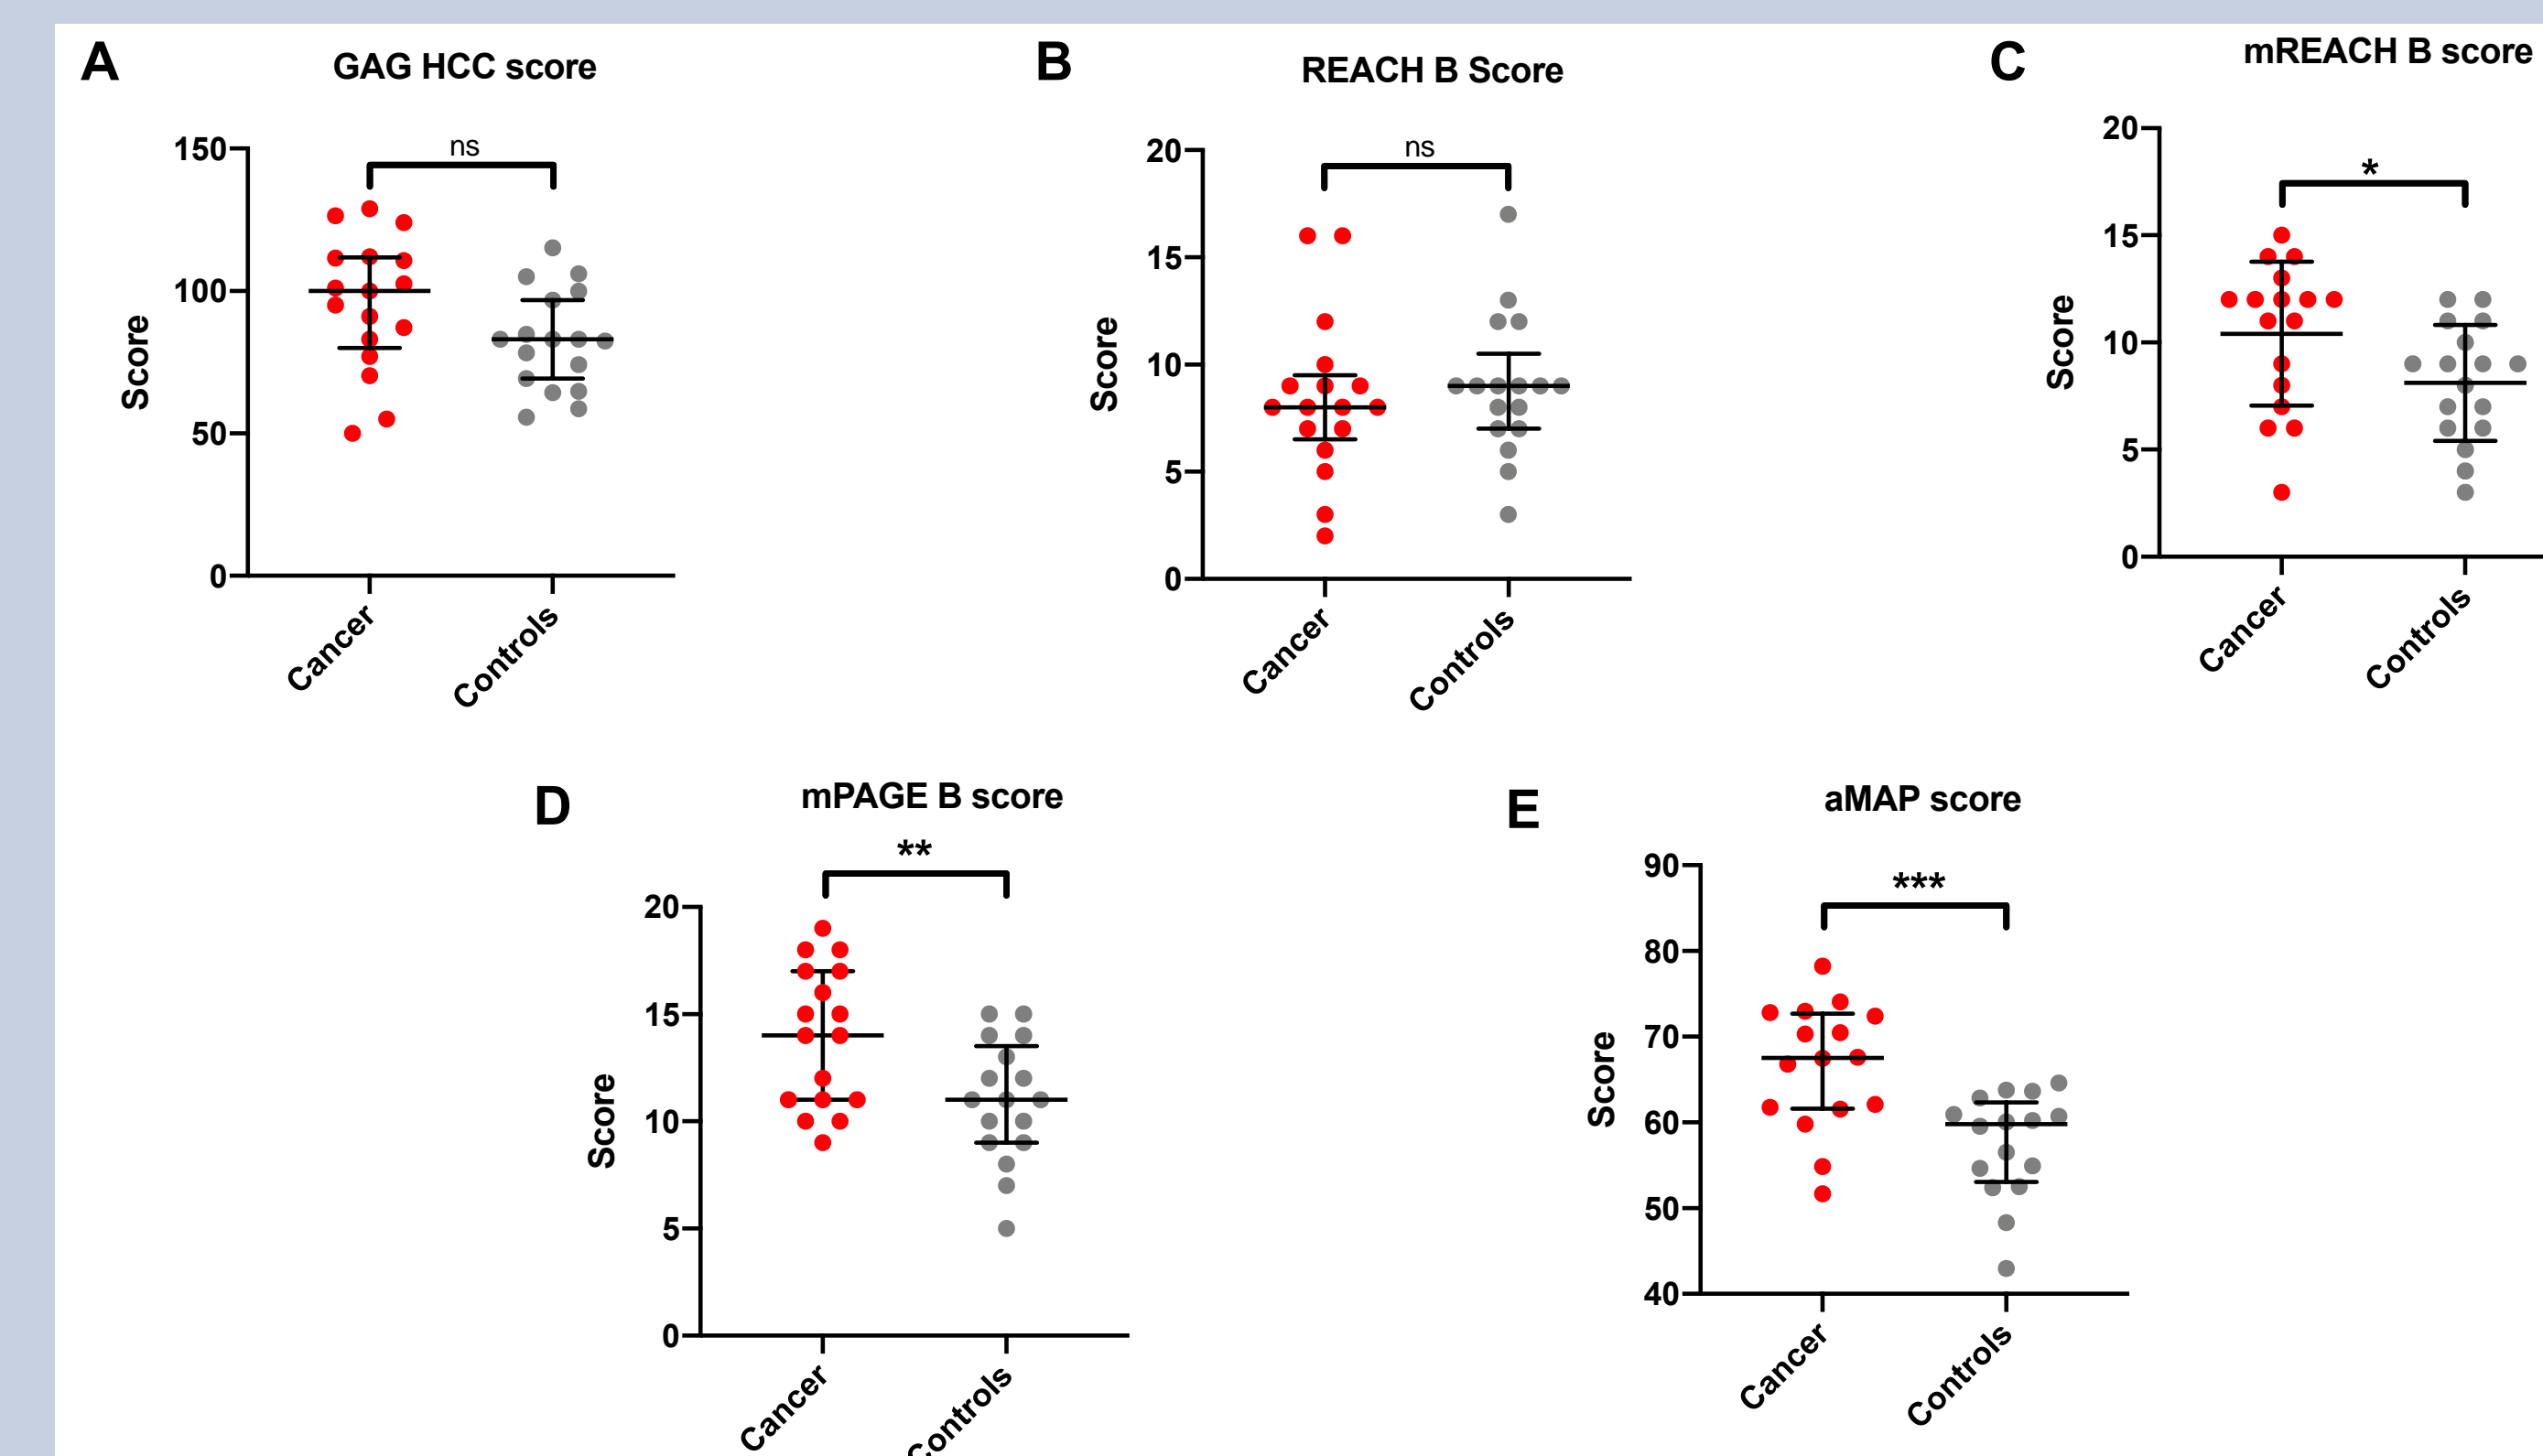 A
GAG HCC score
150
100
50
0
Score
ns
Cancer
Controls
B
REACH B Score
20
15
10
5
0
Score
ns
Cancer
Controls
C
mREACH B score
20
15
10
5
0
Score
*
Cancer
Controls
D
mPAGE B score
20
15
10
5
0
Score
**
Cancer
Controls
E
aMAP score
90
80
70
60
50
40
Score
***
Cancer
Controls